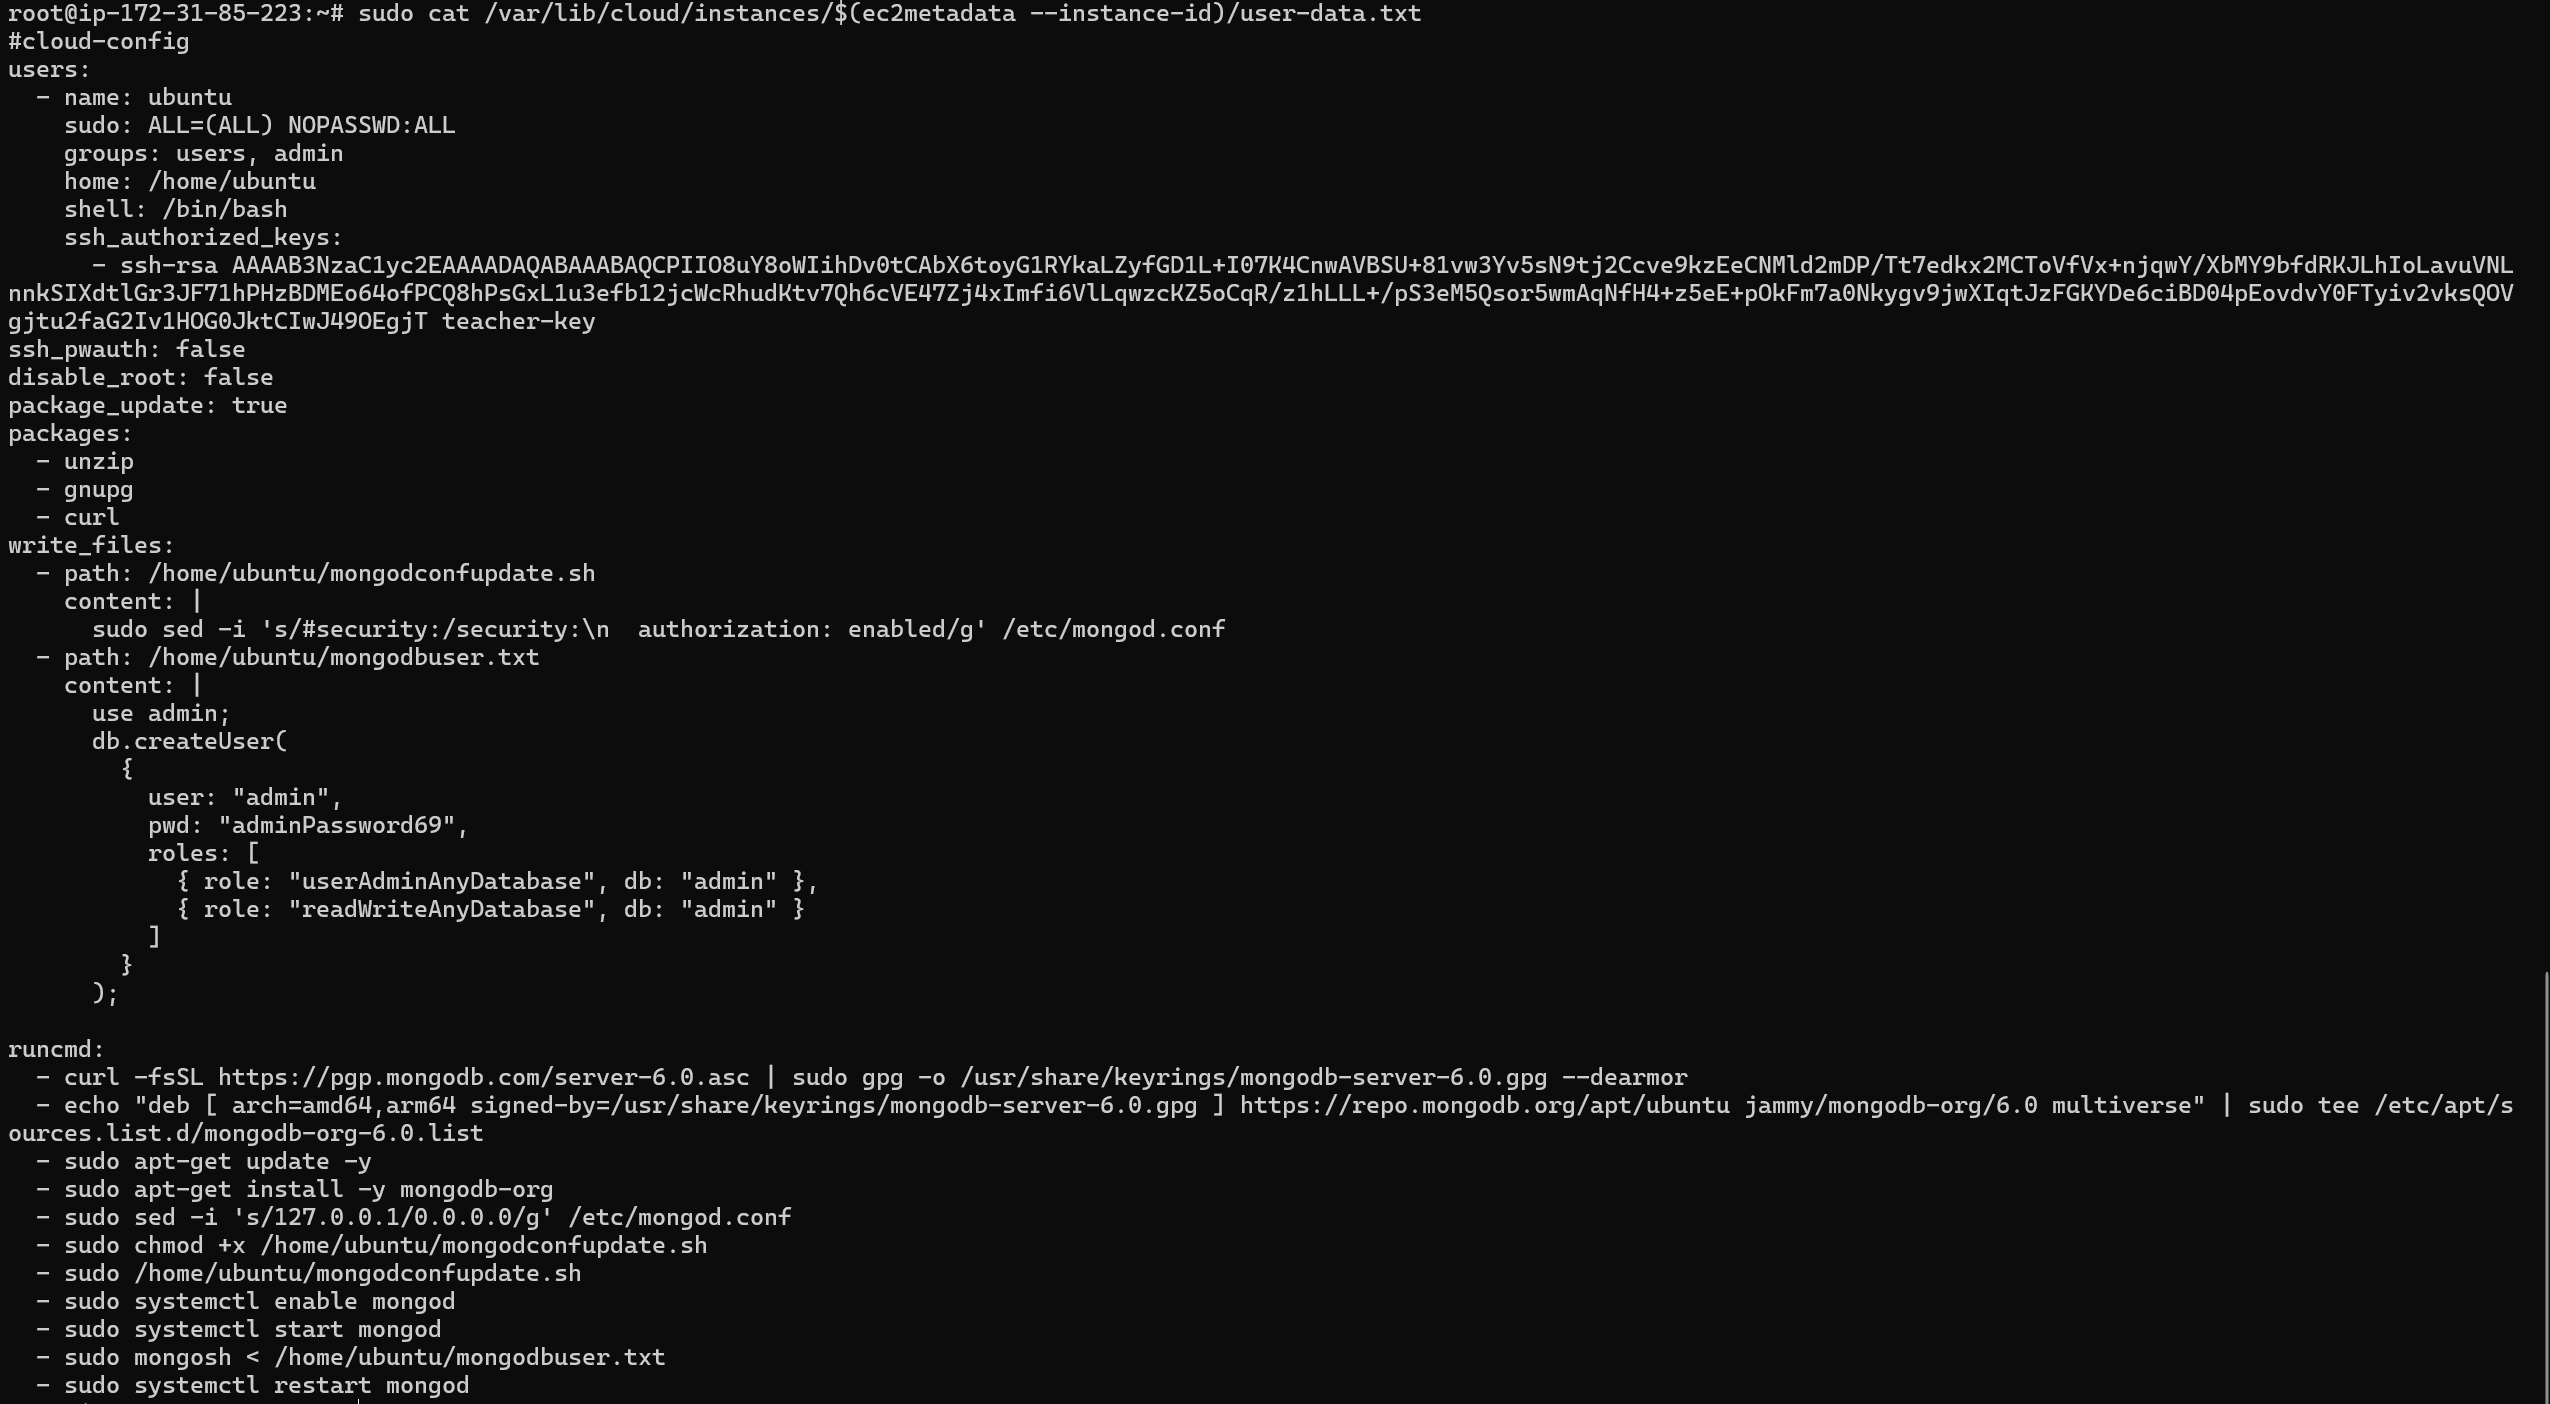 root@ip-172-31-85-223:~# sudo cat /var/lib/cloud/instances/$(ec2metadata --instance-id)/user-data.txt
#cloud-config
users:
  - name: ubuntu
    sudo: ALL=(ALL) NOPASSWD:ALL
    groups: users, admin
    home: /home/ubuntu
    shell: /bin/bash
    ssh_authorized_keys:
      - ssh-rsa AAAAB3NzaC1yc2EAAAADAQABAAABAQCPIIO8uY8oWIihDv0tCAbX6toyG1RYkaLZyfGD1L+I07K4CnwAVBSU+81vw3Yv5sN9tj2Ccve9kzEeCNMld2mDP/Tt7edkx2MCToVfVx+njqwY/XbMY9bfdRKJLhIoLavuVNL
nnkSIXdtlGr3JF71hPHzBDMEo64ofPCQ8hPsGxL1u3efb12jcWcRhudKtv7Qh6cVE47Zj4xImfi6VlLqwzcKZ5oCqR/z1hLLL+/pS3eM5Qsor5wmAqNfH4+z5eE+pOkFm7a0Nkygv9jwXIqtJzFGKYDe6ciBD04pEovdvY0FTyiv2vksQOV
gjtu2faG2Iv1HOG0JktCIwJ49OEgjT teacher-key
ssh_pwauth: false
disable_root: false
package_update: true
packages:
  - unzip
  - gnupg
  - curl
write_files:
  - path: /home/ubuntu/mongodconfupdate.sh
    content: |
      sudo sed -i 's/#security:/security:\n  authorization: enabled/g' /etc/mongod.conf
  - path: /home/ubuntu/mongodbuser.txt
    content: |
      use admin;
      db.createUser(
        {
          user: "admin",
          pwd: "adminPassword69",
          roles: [
            { role: "userAdminAnyDatabase", db: "admin" },
            { role: "readWriteAnyDatabase", db: "admin" }
          ]
        }
      );

runcmd:
  - curl -fsSL https://pgp.mongodb.com/server-6.0.asc | sudo gpg -o /usr/share/keyrings/mongodb-server-6.0.gpg --dearmor
  - echo "deb [ arch=amd64,arm64 signed-by=/usr/share/keyrings/mongodb-server-6.0.gpg ] https://repo.mongodb.org/apt/ubuntu jammy/mongodb-org/6.0 multiverse" | sudo tee /etc/apt/s
ources.list.d/mongodb-org-6.0.list
  - sudo apt-get update -y
  - sudo apt-get install -y mongodb-org
  - sudo sed -i 's/127.0.0.1/0.0.0.0/g' /etc/mongod.conf
  - sudo chmod +x /home/ubuntu/mongodconfupdate.sh
  - sudo /home/ubuntu/mongodconfupdate.sh
  - sudo systemctl enable mongod
  - sudo systemctl start mongod
  - sudo mongosh < /home/ubuntu/mongodbuser.txt
  - sudo systemctl restart mongod